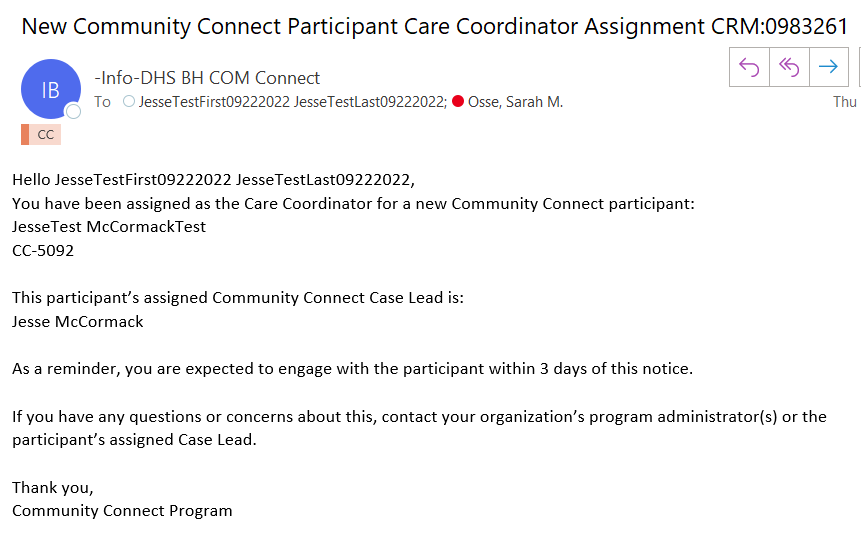 New Community Connect Participant Care Coordinator Assignment CRM:0983261
IB
-Info-DHS BH COM Connect
To JesseTestFirst09222022 JesseTestLast09222022; Osse, Sarah M.
Thu
CC
Hello JesseTestFirst09222022 JesseTestLast09222022,
You have been assigned as the Care Coordinator for a new Community Connect participant:
JesseTest McCormackTest
CC-5092
This participant’s assigned Community Connect Case Lead is:
Jesse McCormack
As a reminder, you are expected to engage with the participant within 3 days of this notice.
If you have any questions or concerns about this, contact your organization’s program administrator(s) or the
participant’s assigned Case Lead.
Thank you,
Community Connect Program